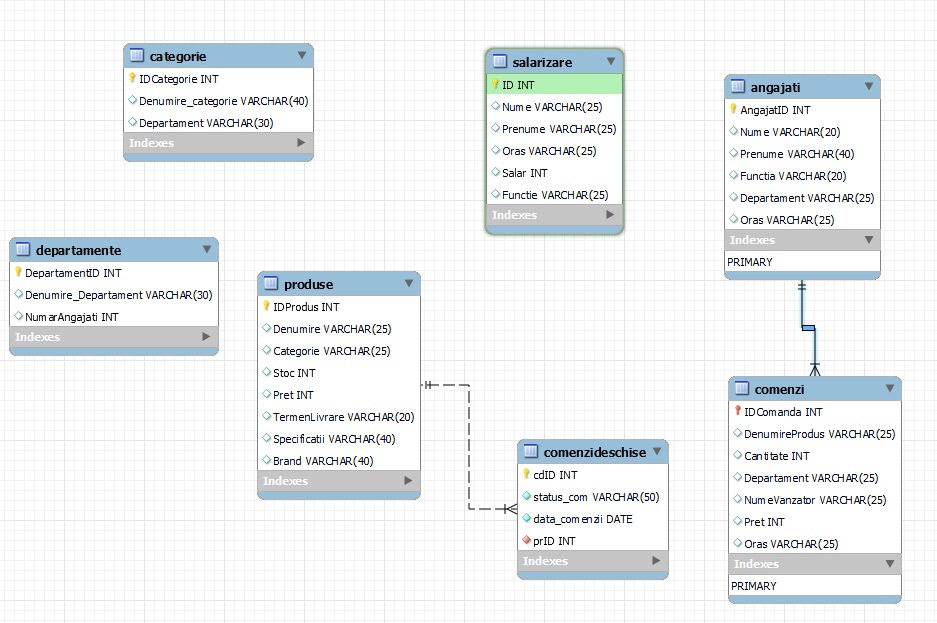 categorie
IDCategorie INT
Denumire_categorie VARCHAR(40)
Departament VARCHAR(30)
Indexes
salarizare
ID INT
Nume VARCHAR(25)
Prenume VARCHAR(25)
Oras VARCHAR(25)
Salar INT
Functie VARCHAR(25)
Indexes
angajati
AngajatID INT
Nume VARCHAR(20)
Prenume VARCHAR(40)
Functia VARCHAR(20)
Departament VARCHAR(25)
Oras VARCHAR(25)
Indexes
PRIMARY
departamente
DepartamentID INT
Denumire_Departament VARCHAR(30)
NumarAngajati INT
Indexes
produse
IDProdus INT
Denumire VARCHAR(25)
Categorie VARCHAR(25)
Stoc INT
Pret INT
TermenLivrare VARCHAR(20)
Specificatii VARCHAR(40)
Brand VARCHAR(40)
Indexes
comenzideschise
cdID INT
status_com VARCHAR(50)
data_comenzii DATE
prID INT
Indexes
comenzi
IDComanda INT
DenumireProdus VARCHAR(25)
Cantitate INT
Departament VARCHAR(25)
NumeVanzator VARCHAR(25)
Pret INT
Oras VARCHAR(25)
Indexes
PRIMARY